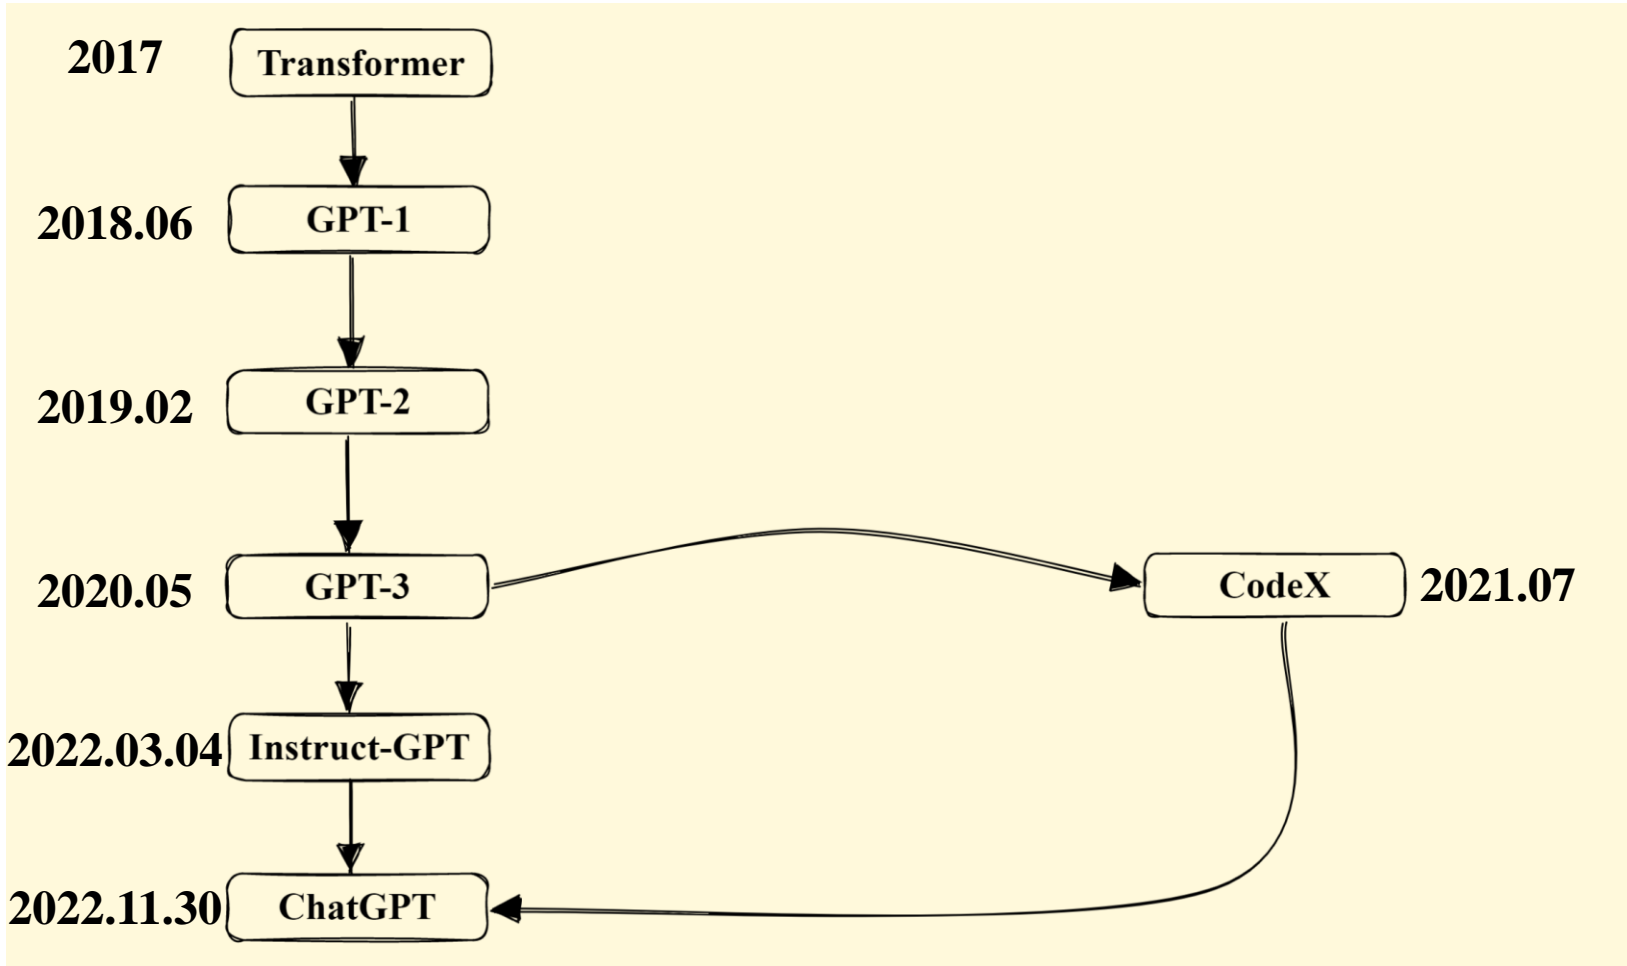 2017
Transformer
2018.06
GPT-1
2019.02
GPT-2
2020.05
GPT-3
CodeX
2021.07
2022.03.04
Instruct-GPT
2022.11.30
ChatGPT